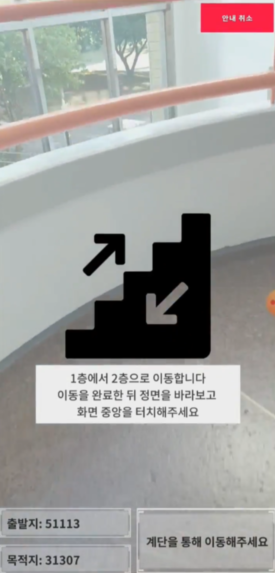 안내 취소
1층에서 2층으로 이동합니다
이동을 완료한 뒤 정면을 바라보고
화면 중앙을 터치해주세요
출발지: 51113
계단을 통해 이동해주세요
목적지: 31307